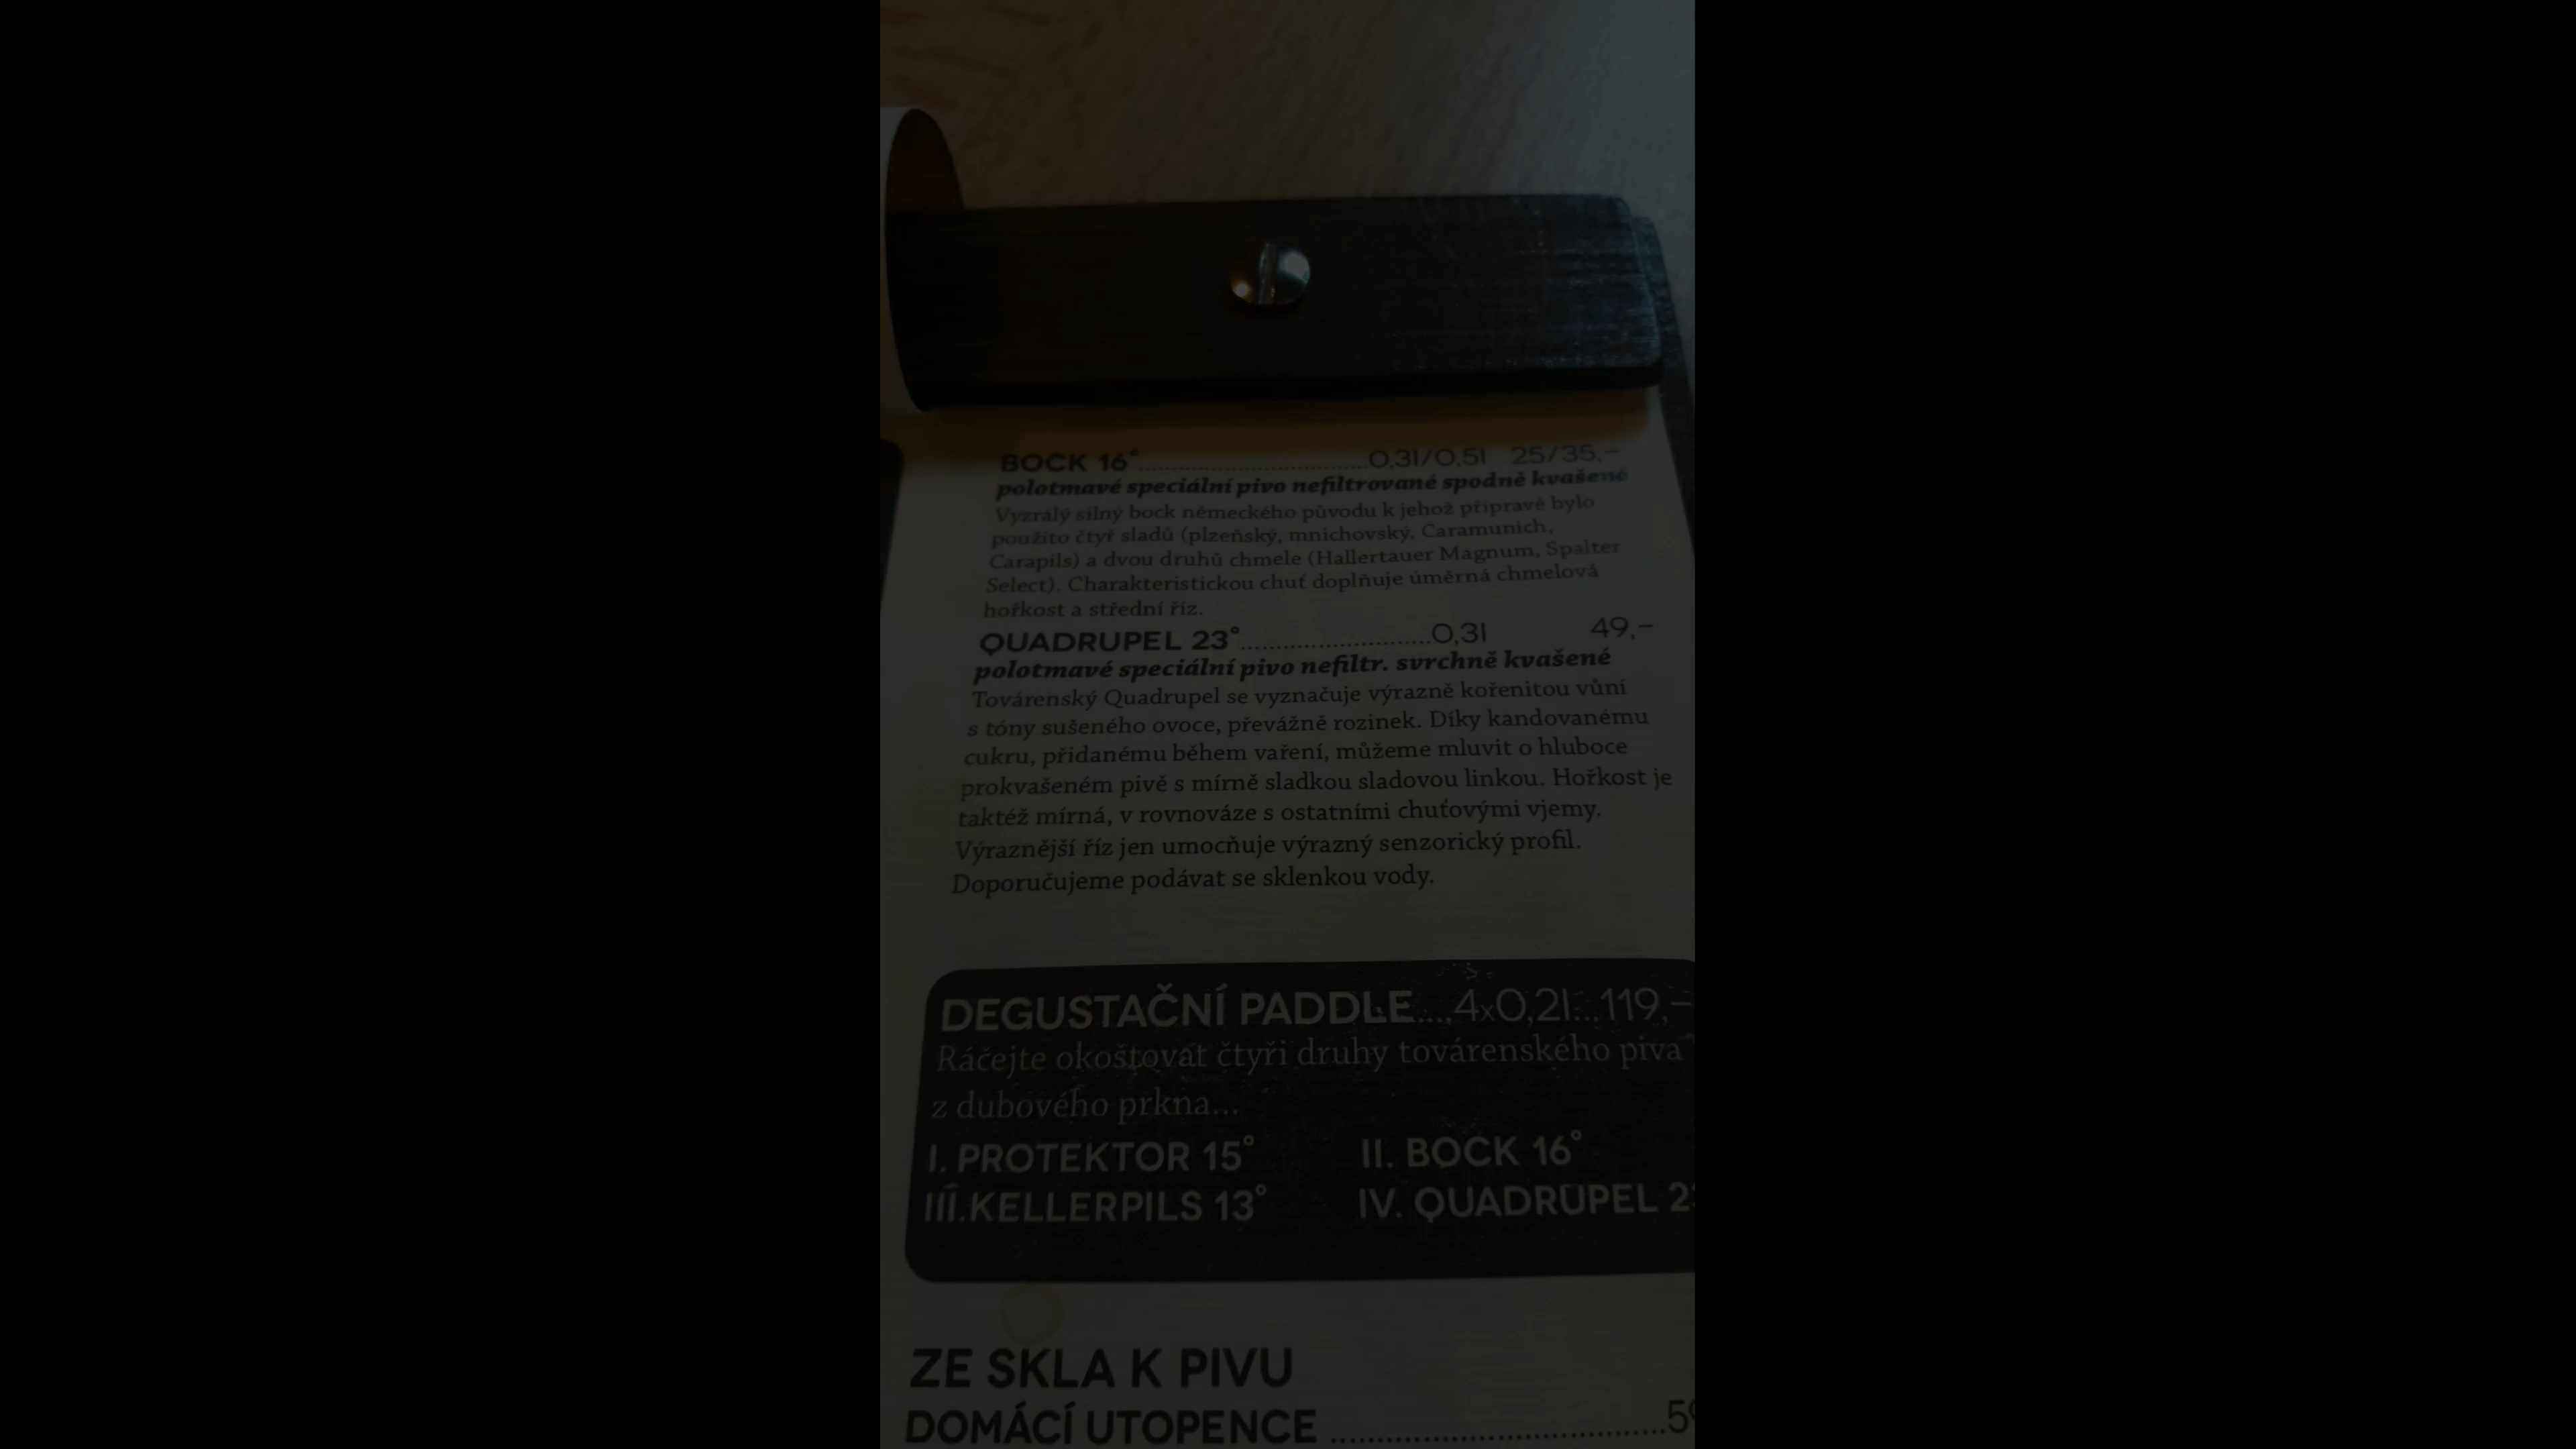 BOCK 16°..............................0,3l/0,5l 25/35,-
polotmavé speciální pivo nefiltrované spodně kvašené
Vyzrálý silný bock německého původu k jehož přípravě bylo
použito čtyř sladů (plzeňský, mnichovský, Caramunich,
Carapils) a dvou druhů chmele (Hallertauer Magnum, Spalter
Select). Charakteristickou chuť doplňuje úměrná chmelová
hořkost a střední říz.
QUADRUPEL 23°.........................0,3l 49,-
polotmavé speciální pivo nefiltr. svrchně kvašené
Továrenský Quadrupel se vyznačuje výrazně kořenitou vůní
s tóny sušeného ovoce, převážně rozinek. Díky kandovanému
cukru, přidanému během vaření, můžeme mluvit o hluboce
prokvašeném pivě s mírně sladkou sladovou linkou. Hořkost je
taktéž mírná, v rovnováze s ostatními chuťovými vjemy.
Výraznější říz jen umocňuje výrazný senzorický profil.
Doporučujeme podávat se sklenkou vody.
DEGUSTAČNÍ PADDLE....4x0,2l...119,-
Ráčejte okoštovat čtyři druhy továrenského piva
z dubového prkna...
I. PROTEKTOR 15° II. BOCK 16°
III.KELLERPILS 13° IV. QUADRUPEL
ZE SKLA K PIVU
DOMÁCÍ UTOPENCE ......................................